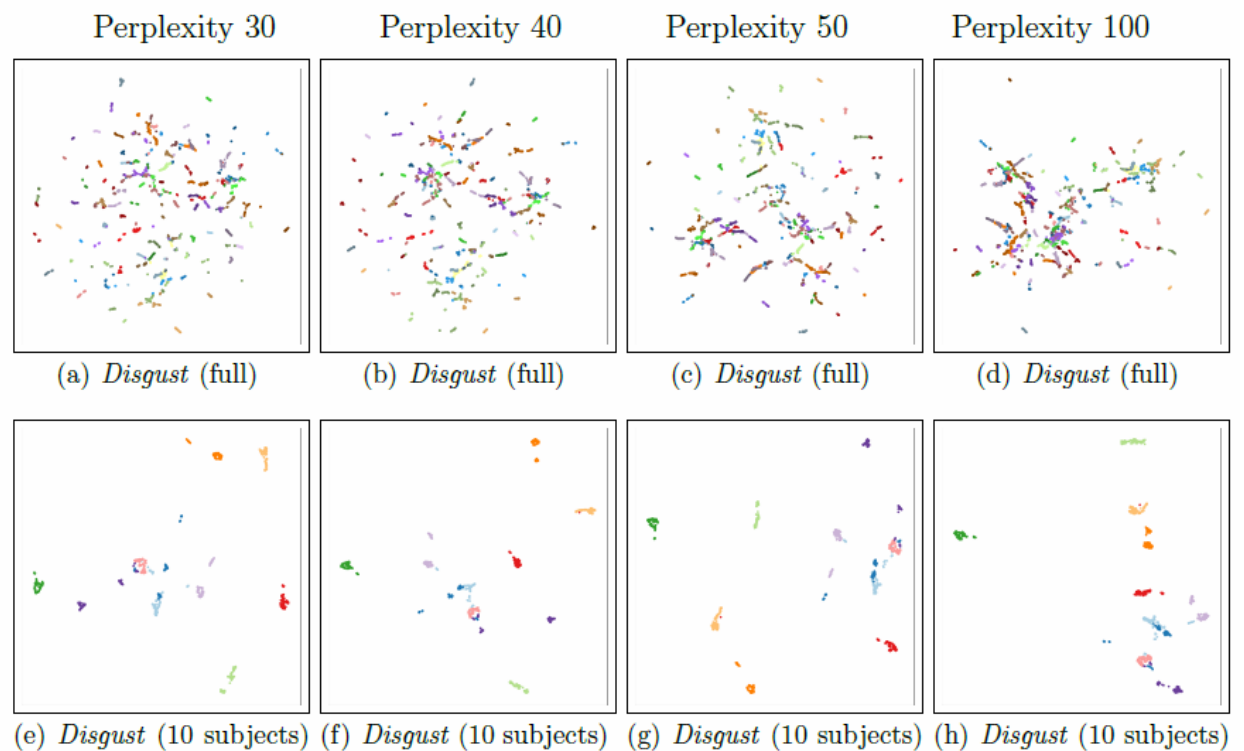 Perplexity 30 Perplexity 40 Perplexity 50 Perplexity 100
(a) Disgust (full) (b) Disgust (full) (c) Disgust (full) (d) Disgust (full)
(e) Disgust (10 subjects) (f) Disgust (10 subjects) (g) Disgust (10 subjects) (h) Disgust (10 subjects)